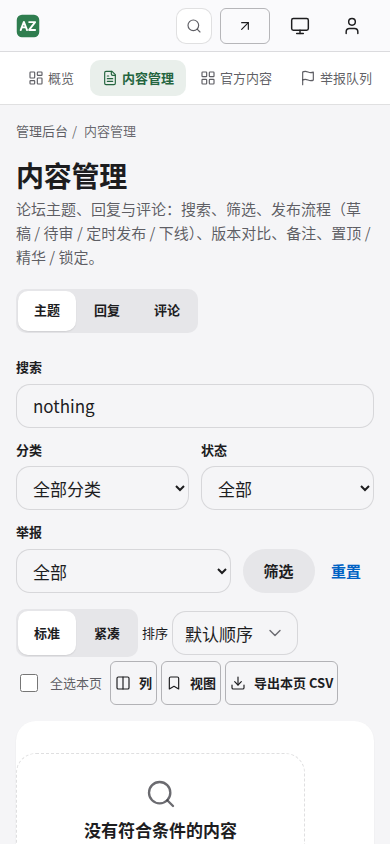 AZ
概览
内容管理
官方内容
举报队列
管理后台 / 内容管理
内容管理
论坛主题、回复与评论：搜索、筛选、发布流程（草
稿 / 待审 / 定时发布 / 下线）、版本对比、备注、置顶 /
精华 / 锁定。
主题
回复
评论
搜索
nothing
分类
状态
全部分类
全部
举报
全部
筛选
重置
标准
紧凑
排序
默认顺序
全选本页
列
视图
导出本页 CSV
没有符合条件的内容